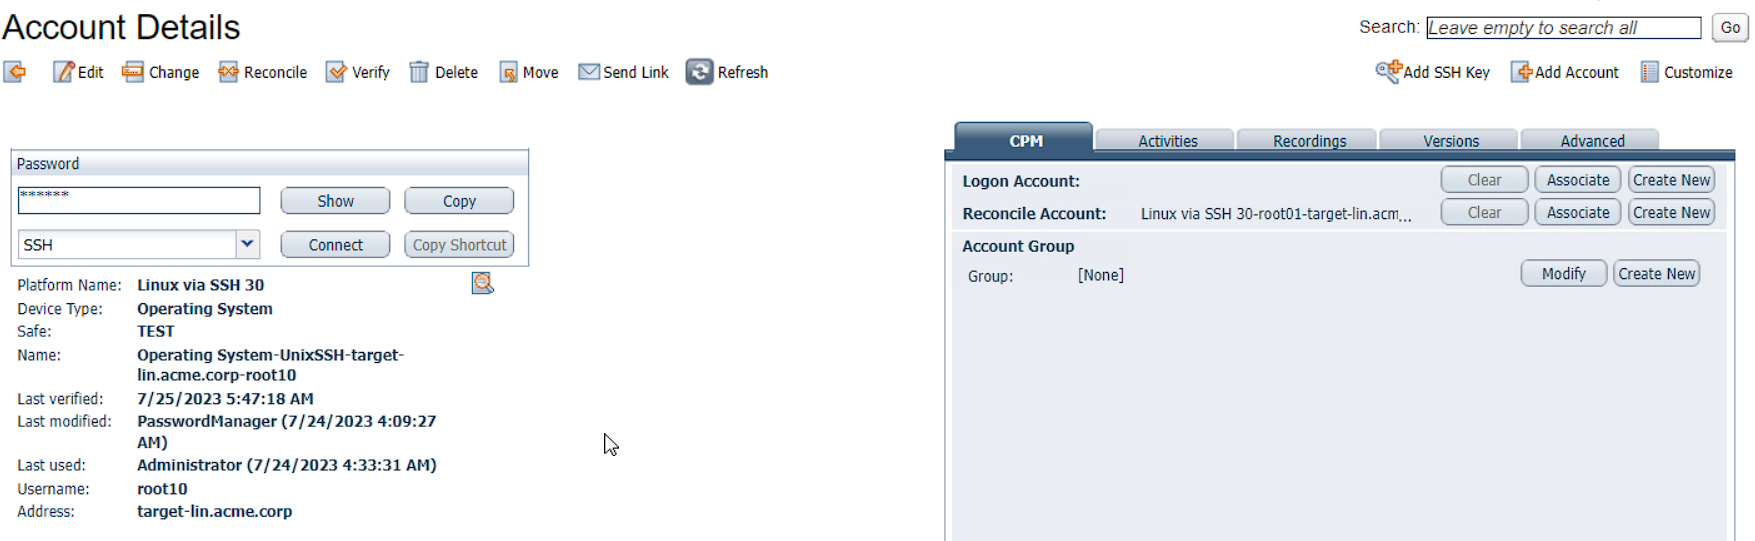 Account Details
Search: Leave empty to search all Go
Edit Change Reconcile Verify Delete Move Send Link Refresh
Add SSH Key Add Account Customize
Password
****** Show Copy
SSH Connect Copy Shortcut
Platform Name: Linux via SSH 30
Device Type: Operating System
Safe: TEST
Name: Operating System-UnixSSH-target-
lin.acme.corp-root10
Last verified: 7/25/2023 5:47:18 AM
Last modified: PasswordManager (7/24/2023 4:09:27
AM)
Last used: Administrator (7/24/2023 4:33:31 AM)
Username: root10
Address: target-lin.acme.corp
CPM Activities Recordings Versions Advanced
Logon Account: Clear Associate Create New
Reconcile Account: Linux via SSH 30-root01-target-lin.acm... Clear Associate Create New
Account Group
Group: [None] Modify Create New